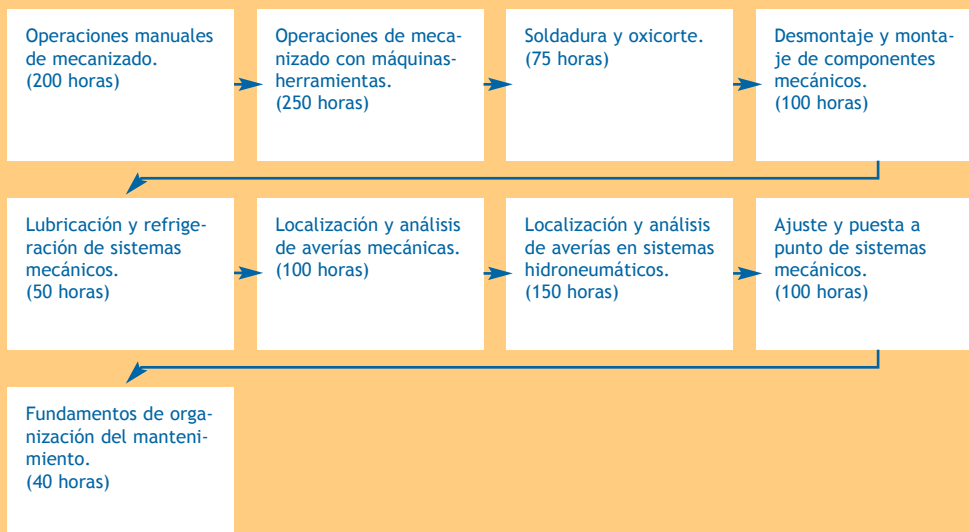 Operaciones manuales
de mecanizado.
(200 horas)
Operaciones de meca-
nizado con máquinas-
herramientas.
(250 horas)
Soldadura y oxicorte.
(75 horas)
Desmontaje y monta-
je de componentes
mecánicos.
(100 horas)
Lubricación y refrige-
ración de sistemas
mecánicos.
(50 horas)
Localización y análisis
de averías mecánicas.
(100 horas)
Localización y análisis
de averías en sistemas
hidroneumáticos.
(150 horas)
Ajuste y puesta a
punto de sistemas
mecánicos.
(100 horas)
Fundamentos de orga-
nización del manteni-
miento.
(40 horas)